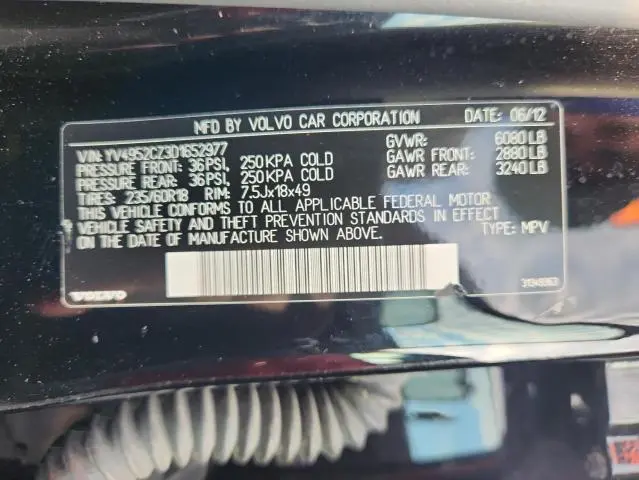 MFD BY VOLVO CAR CORPORATION DATE: 06/12
VIN: YV4952CZ3D1652977 GVWR: 6080 LB
PRESSURE FRONT: 36 PSI, 250 KPA COLD GAWR FRONT: 2880 LB
PRESSURE REAR: 36 PSI, 250 KPA COLD GAWR REAR: 3240 LB
TIRES: 235/60R18 RIM: 7.5Jx18x49
THIS VEHICLE CONFORMS TO ALL APPLICABLE FEDERAL MOTOR
VEHICLE SAFETY AND THEFT PREVENTION STANDARDS IN EFFECT
ON THE DATE OF MANUFACTURE SHOWN ABOVE. TYPE: MPV
VOLVO